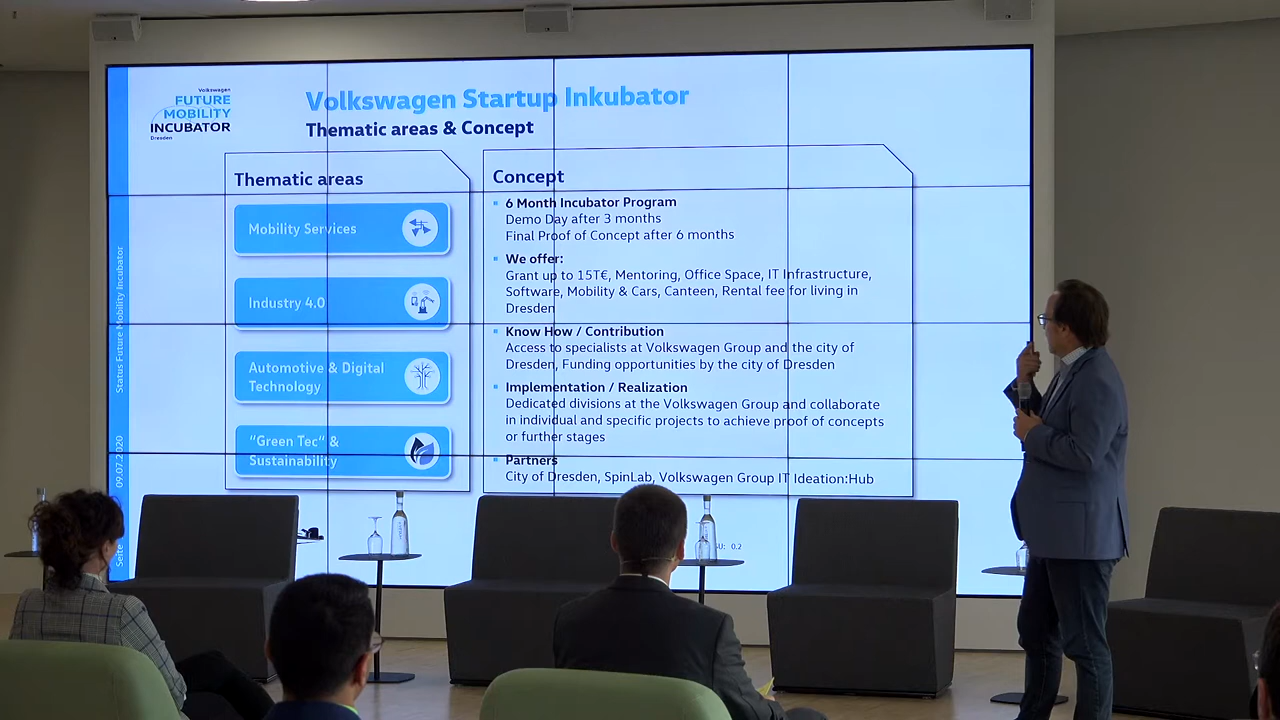 Volkswagen
FUTURE
MOBILITY
INCUBATOR
Dresden
Volkswagen Startup Inkubator
Thematic areas & Concept
Thematic areas
Mobility Services
Industry 4.0
Automotive & Digital
Technology
“Green Tec” &
Sustainability
Concept
6 Month Incubator Program
Demo Day after 3 months
Final Proof of Concept after 6 months
We offer:
Grant up to 15T€, Mentoring, Office Space, IT Infrastructure,
Software, Mobility & Cars, Canteen, Rental fee for living in
Dresden
Know How / Contribution
Access to specialists at Volkswagen Group and the city of
Dresden, Funding opportunities by the city of Dresden
Implementation / Realization
Dedicated divisions at the Volkswagen Group and collaborate
in individual and specific projects to achieve proof of concepts
or further stages
Partners
City of Dresden, SpinLab, Volkswagen Group IT Ideation:Hub
Status Future Mobility Incubator
09.07.2020
Seite
0.2